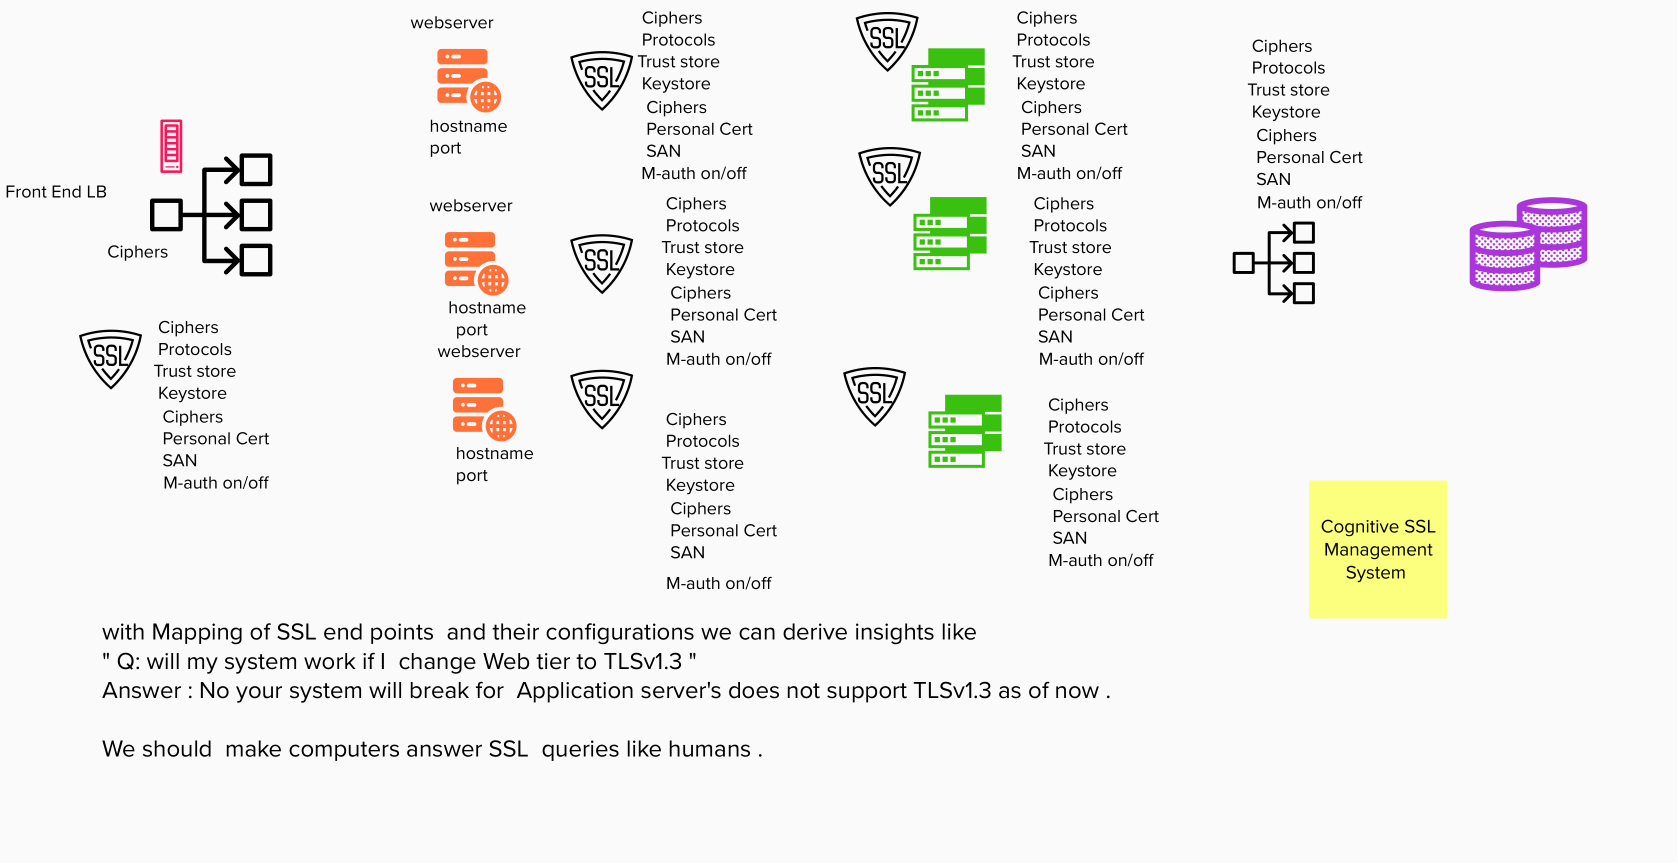 Front End LB
Ciphers
SSL
Ciphers
Protocols
Trust store
Keystore
Ciphers
Personal Cert
SAN
M-auth on/off
webserver
hostname
port
webserver
hostname
port
webserver
hostname
port
SSL
Ciphers
Protocols
Trust store
Keystore
Ciphers
Personal Cert
SAN
M-auth on/off
SSL
Ciphers
Protocols
Trust store
Keystore
Ciphers
Personal Cert
SAN
M-auth on/off
SSL
Ciphers
Protocols
Trust store
Keystore
Ciphers
Personal Cert
SAN
M-auth on/off
SSL
Ciphers
Protocols
Trust store
Keystore
Ciphers
Personal Cert
SAN
M-auth on/off
SSL
Ciphers
Protocols
Trust store
Keystore
Ciphers
Personal Cert
SAN
M-auth on/off
SSL
Ciphers
Protocols
Trust store
Keystore
Ciphers
Personal Cert
SAN
M-auth on/off
Ciphers
Protocols
Trust store
Keystore
Ciphers
Personal Cert
SAN
M-auth on/off
Cognitive SSL
Management
System
with Mapping of SSL end points  and their configurations we can derive insights like
" Q: will my system work if I  change Web tier to TLSv1.3 "
Answer : No your system will break for  Application server's does not support TLSv1.3 as of now .
We should  make computers answer SSL  queries like humans .